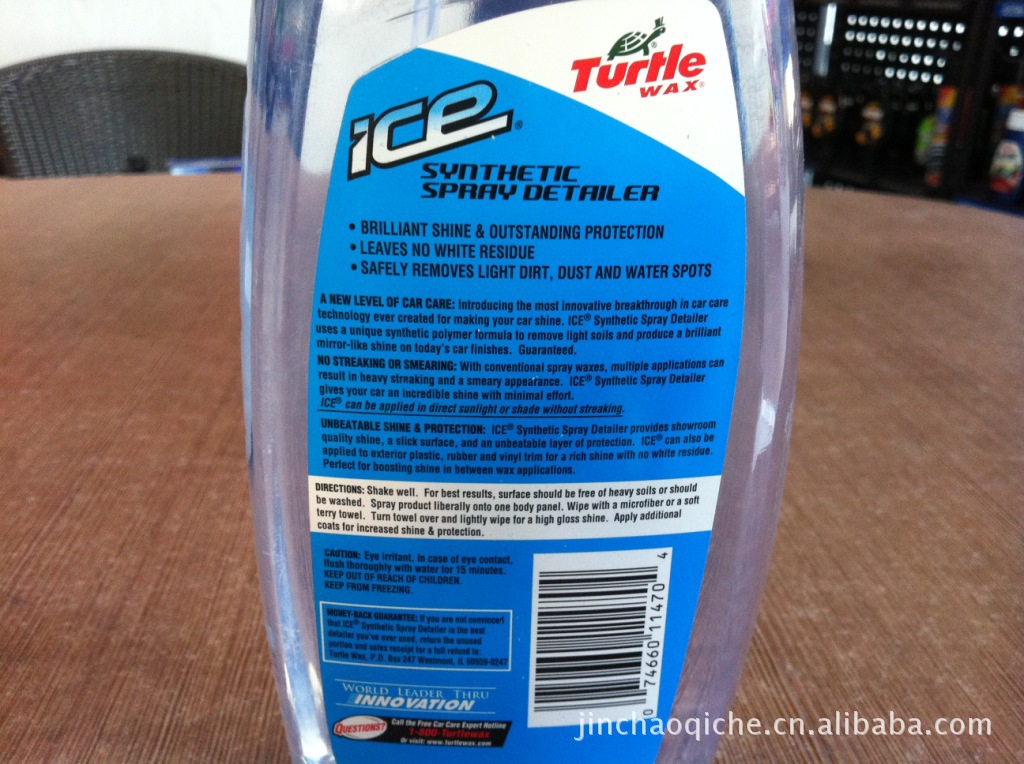 Turtle
WAX®
ICE®
SYNTHETIC
SPRAY DETAILER
• BRILLIANT SHINE & OUTSTANDING PROTECTION
• LEAVES NO WHITE RESIDUE
• SAFELY REMOVES LIGHT DIRT, DUST AND WATER SPOTS
A NEW LEVEL OF CAR CARE: Introducing the most innovative breakthrough in car care
technology ever created for making your car shine. ICE® Synthetic Spray Detailer
uses a unique synthetic polymer formula to remove light soils and produce a brilliant
mirror-like shine on today's car finishes. Guaranteed.
NO STREAKING OR SMEARING: With conventional spray waxes, multiple applications can
result in heavy streaking and a smeary appearance. ICE® Synthetic Spray Detailer
gives your car an incredible shine with minimal effort.
ICE® can be applied in direct sunlight or shade without streaking.
UNBEATABLE SHINE & PROTECTION: ICE® Synthetic Spray Detailer provides showroom
quality shine, a slick surface, and an unbeatable layer of protection. ICE® can also be
applied to exterior plastic, rubber and vinyl trim for a rich shine with no white residue.
Perfect for boosting shine in between wax applications.
DIRECTIONS: Shake well. For best results, surface should be free of heavy soils or should
be washed. Spray product liberally onto one body panel. Wipe with a microfiber or a soft
terry towel. Turn towel over and lightly wipe for a high gloss shine. Apply additional
coats for increased shine & protection.
CAUTION: Eye irritant. In case of eye contact,
flush thoroughly with water for 15 minutes.
KEEP OUT OF REACH OF CHILDREN.
KEEP FROM FREEZING.
MONEY-BACK GUARANTEE: If you are not convinced
that ICE® Synthetic Spray Detailer is the best
detailer you've ever used, return the unused
portion and sales receipt for a full refund to:
Turtle Wax, P.O. Box 247 Westmont, IL 60559-0247
WORLD LEADER THRU
INNOVATION
QUESTIONS?
Call the Free Car Care Expert Hotline
1-800-Turtlewax
Or visit: www.turtlewax.com
0 74660 11470 4
jinchaoqiche.cn.alibaba.com